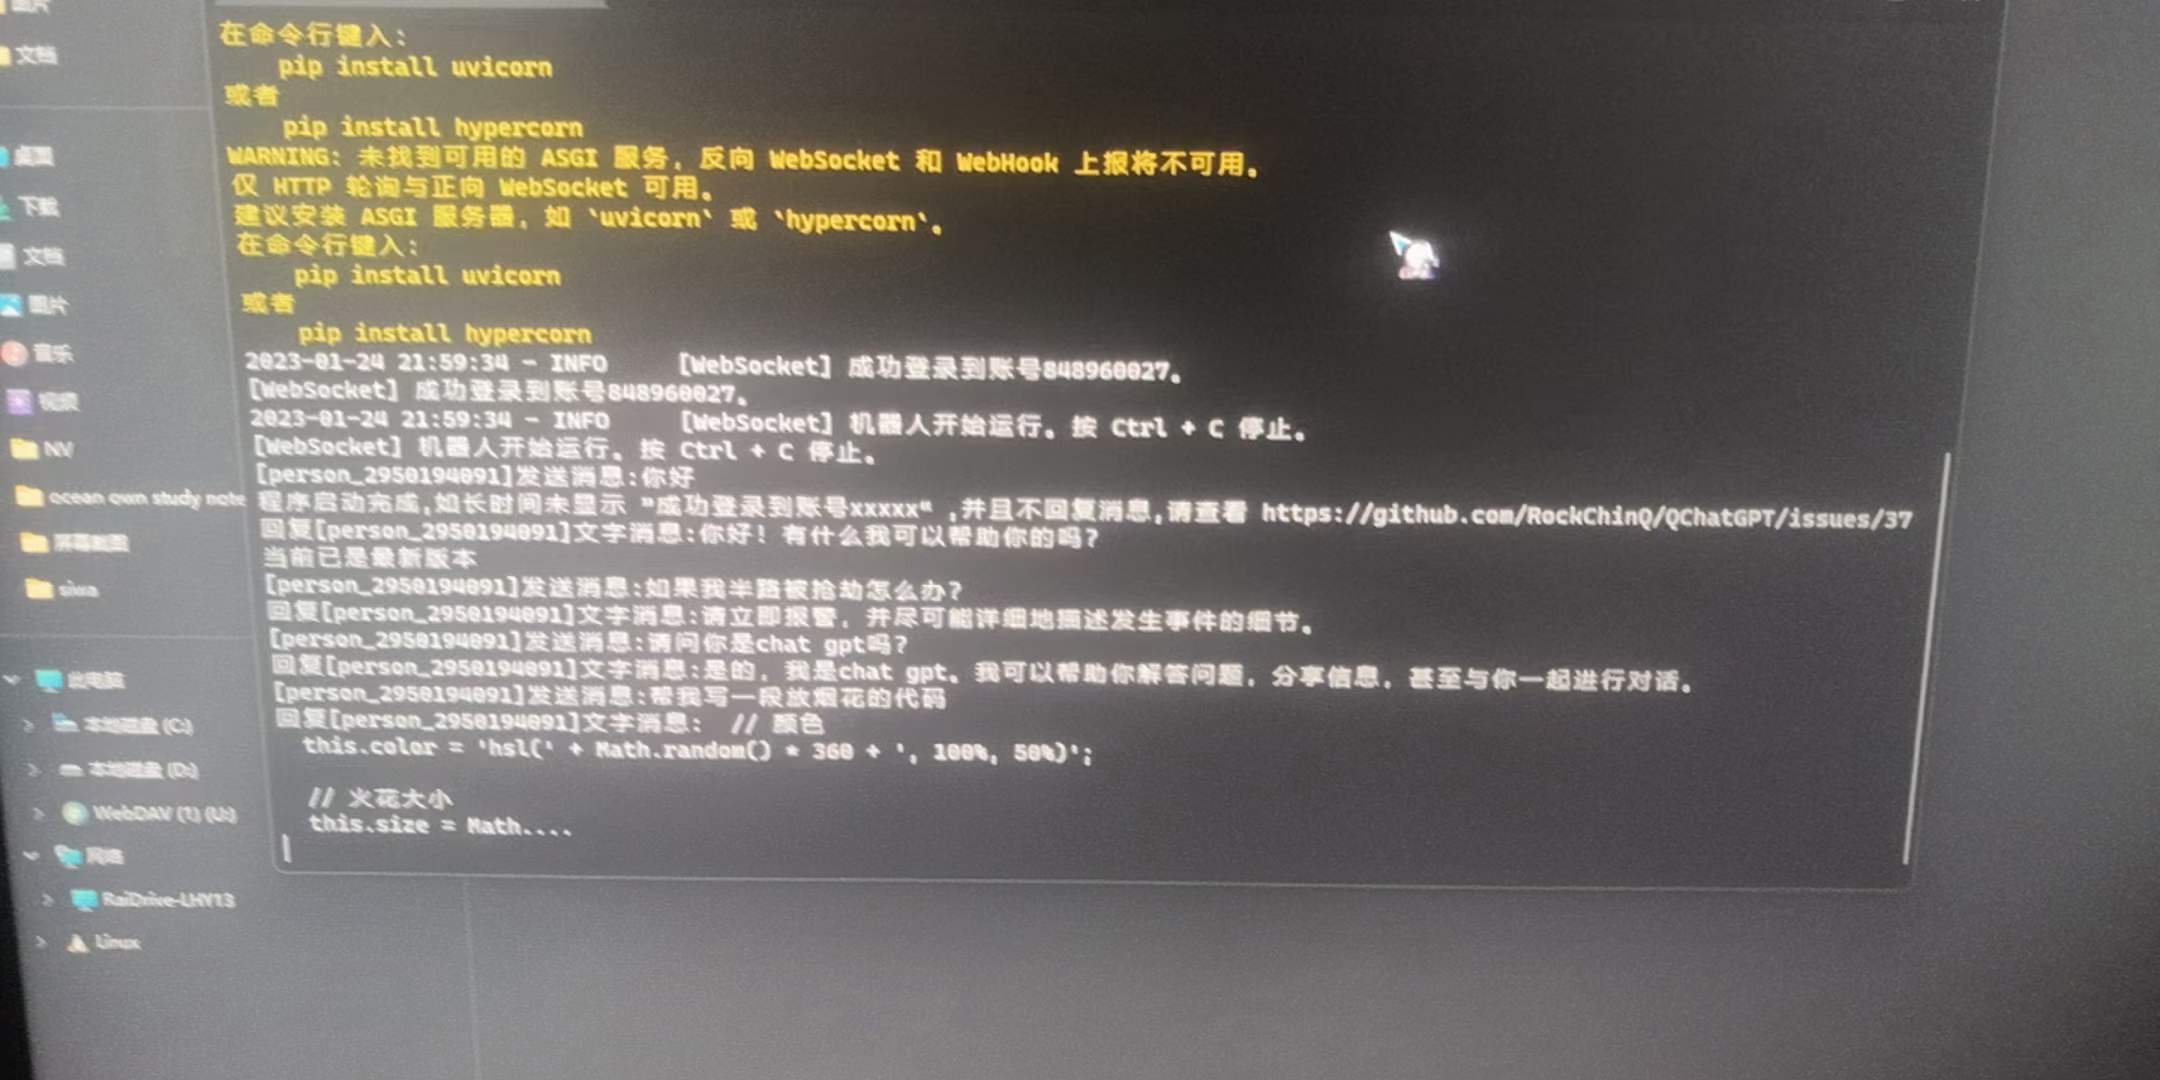 图片
文档
桌面
下载
文档
图片
音乐
视频
NV
ocean own study note
屏幕截图
siwa
此电脑
本地磁盘 (C:)
本地磁盘 (D:)
WebDAV (1) (U:)
网络
RaiDrive-LHY13
Linux
在命令行键入:
pip install uvicorn
或者
pip install hypercorn
WARNING: 未找到可用的 ASGI 服务, 反向 WebSocket 和 WebHook 上报将不可用。
仅 HTTP 轮询与正向 WebSocket 可用。
建议安装 ASGI 服务器, 如 `uvicorn` 或 `hypercorn`。
在命令行键入:
pip install uvicorn
或者
pip install hypercorn
2023-01-24 21:59:34 - INFO [WebSocket] 成功登录到账号848960027。
[WebSocket] 成功登录到账号848960027。
2023-01-24 21:59:34 - INFO [WebSocket] 机器人开始运行。按 Ctrl + C 停止。
[WebSocket] 机器人开始运行。按 Ctrl + C 停止。
[person_2950194091]发送消息:你好
程序启动完成,如长时间未显示 "成功登录到账号xxxxx" ,并且不回复消息,请查看 https://github.com/RockChinQ/QChatGPT/issues/37
回复[person_2950194091]文字消息:你好! 有什么我可以帮助你的吗?
当前已是最新版本
[person_2950194091]发送消息:如果我半路被抢劫怎么办?
回复[person_2950194091]文字消息:请立即报警, 并尽可能详细地描述发生事件的细节。
[person_2950194091]发送消息:请问你是chat gpt吗?
回复[person_2950194091]文字消息:是的, 我是chat gpt。我可以帮助你解答问题, 分享信息, 甚至与你一起进行对话。
[person_2950194091]发送消息:帮我写一段放烟花的代码
回复[person_2950194091]文字消息: // 颜色
this.color = 'hsl(' + Math.random() * 360 + ', 100%, 50%)';
// 火花大小
this.size = Math....